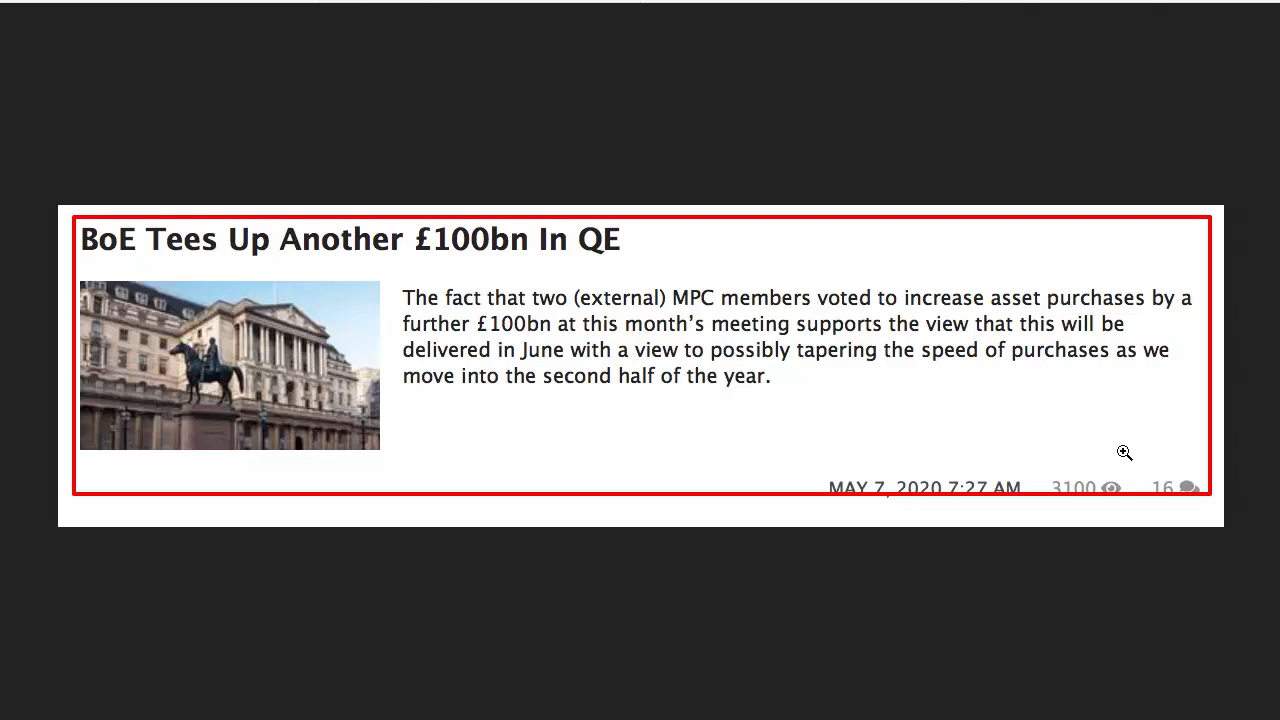 BoE Tees Up Another £100bn In QE
The fact that two (external) MPC members voted to increase asset purchases by a
further £100bn at this month’s meeting supports the view that this will be
delivered in June with a view to possibly tapering the speed of purchases as we
move into the second half of the year.
MAY 7, 2020 7:27 AM 3100 16